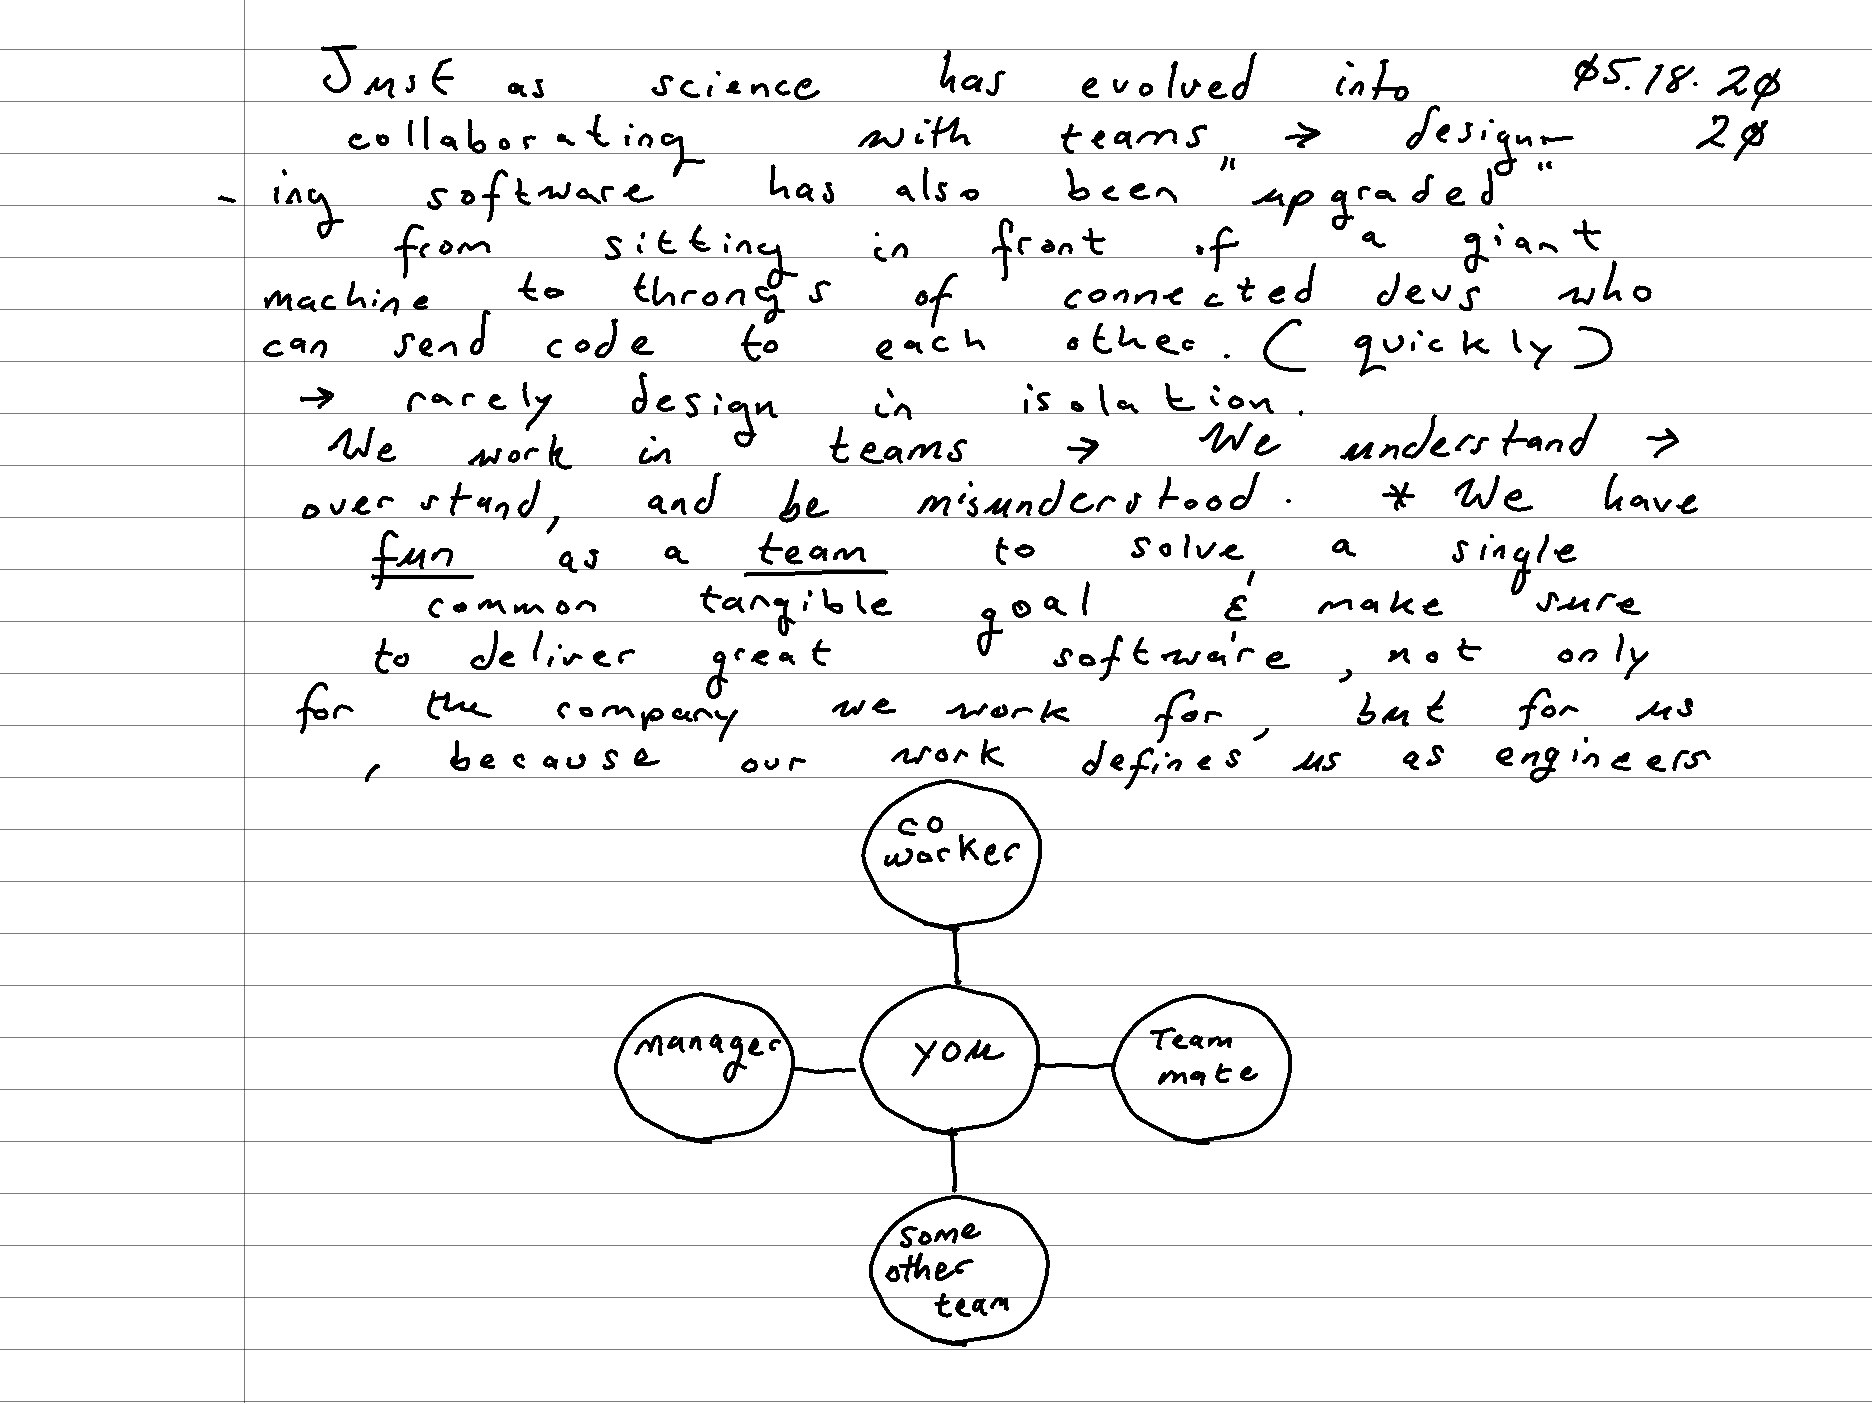 Just as science has evolved into ø5.18.2ø
collaborating with teams → design- 2ø
-ing software has also been "upgraded"
from sitting in front of a giant
machine to throngs of connected devs who
can send code to each other. (quickly)
→ rarely design in isolation.
We work in teams → We understand →
overstand, and be misunderstood. * We have
fun as a team to solve a single
common tangible goal & make sure
to deliver great software, not only
for the company we work for, but for us
, because our work defines us as engineers
co
worker
manager
you
Team
mate
some
other
team